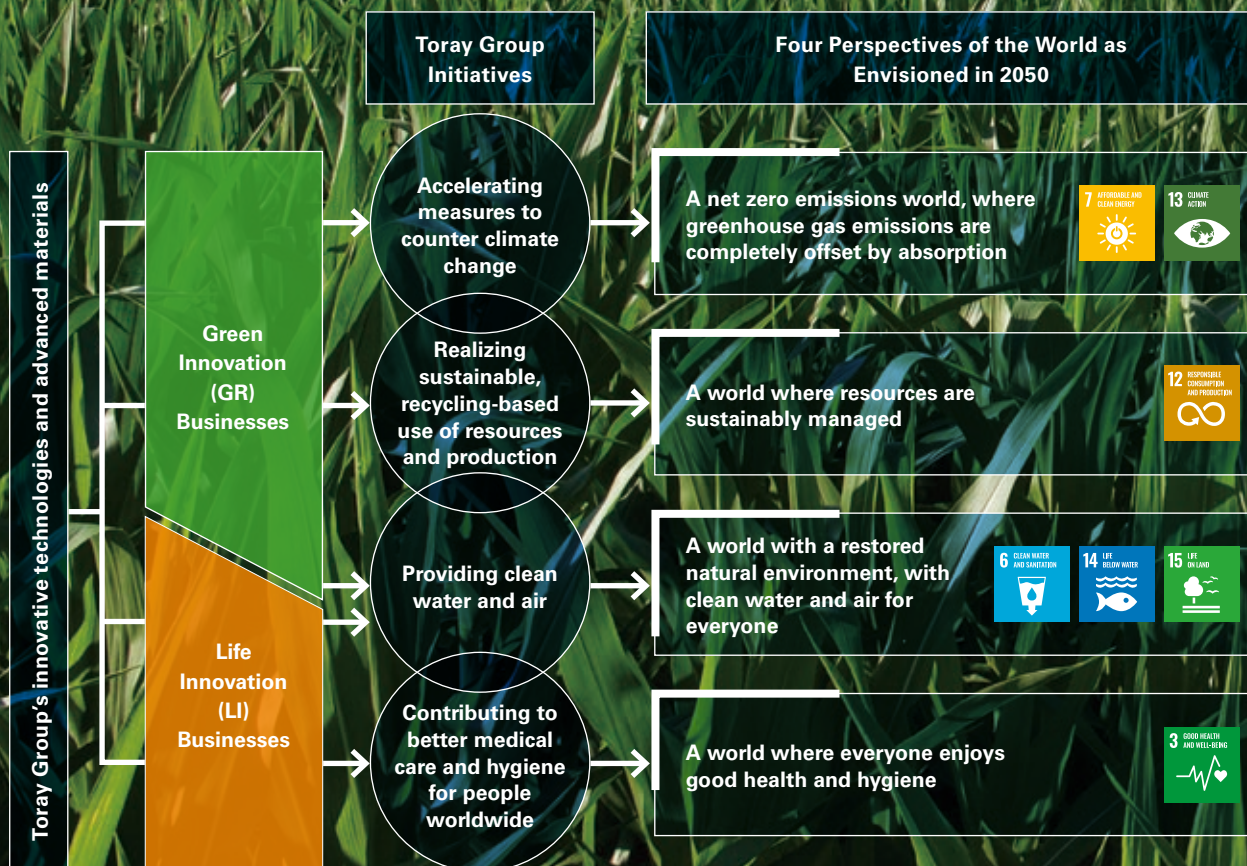 Toray Group
Initiatives
Four Perspectives of the World as
Envisioned in 2050
Toray Group's innovative technologies and advanced materials
Green
Innovation
(GR)
Businesses
Life
Innovation
(LI)
Businesses
Accelerating
measures to
counter climate
change
A net zero emissions world, where
greenhouse gas emissions are
completely offset by absorption
7 AFFORDABLE AND
CLEAN ENERGY
13 CLIMATE
ACTION
Realizing
sustainable,
recycling-based
use of resources
and production
A world where resources are
sustainably managed
12 RESPONSIBLE
CONSUMPTION
AND PRODUCTION
Providing clean
water and air
A world with a restored
natural environment, with
clean water and air for
everyone
6 CLEAN WATER
AND SANITATION
14 LIFE
BELOW WATER
15 LIFE
ON LAND
Contributing to
better medical
care and hygiene
for people
worldwide
A world where everyone enjoys
good health and hygiene
3 GOOD HEALTH
AND WELL-BEING